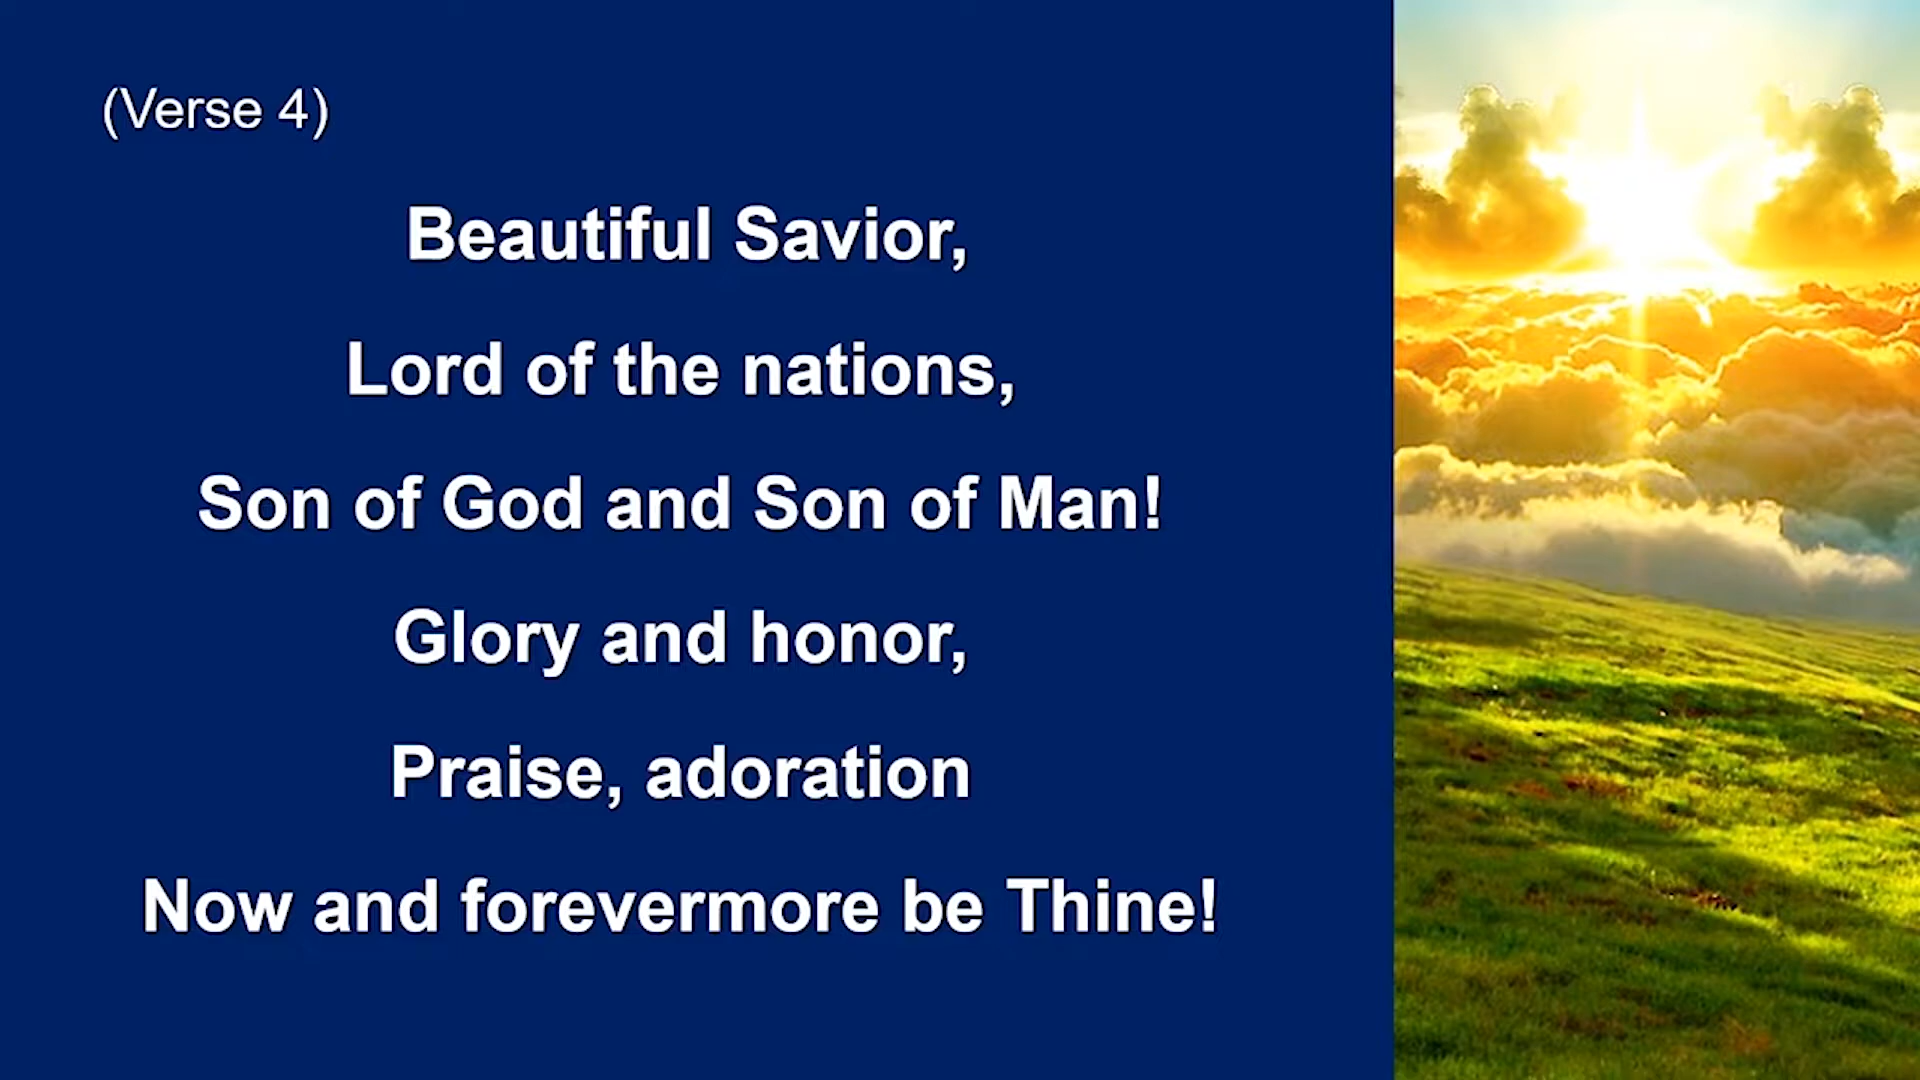 (Verse 4)
Beautiful Savior,
Lord of the nations,
Son of God and Son of Man!
Glory and honor,
Praise, adoration
Now and forevermore be Thine!